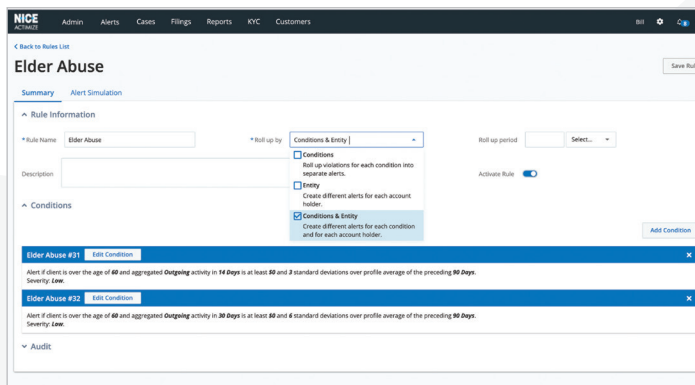 NICE ACTIMIZE Admin Alerts Cases Filings Reports KYC Customers Bill
Back to Rules List
Elder Abuse
Save Rul
Summary Alert Simulation
Rule Information
* Rule Name Elder Abuse * Roll up by Conditions & Entity Roll up period Select...
Conditions
Roll up violations for each condition into
separate alerts.
Description Activate Rule
Entity
Create different alerts for each account
holder.
Conditions & Entity
Create different alerts for each condition
and for each account holder.
Conditions
Add Condition
Elder Abuse #31 Edit Condition
Alert if client is over the age of 60 and aggregated Outgoing activity in 14 Days is at least $0 and 3 standard deviations over profile average of the preceding 90 Days.
Severity: Low.
Elder Abuse #32 Edit Condition
Alert if client is over the age of 60 and aggregated Outgoing activity in 30 Days is at least $0 and 6 standard deviations over profile average of the preceding 90 Days.
Severity: Low.
Audit